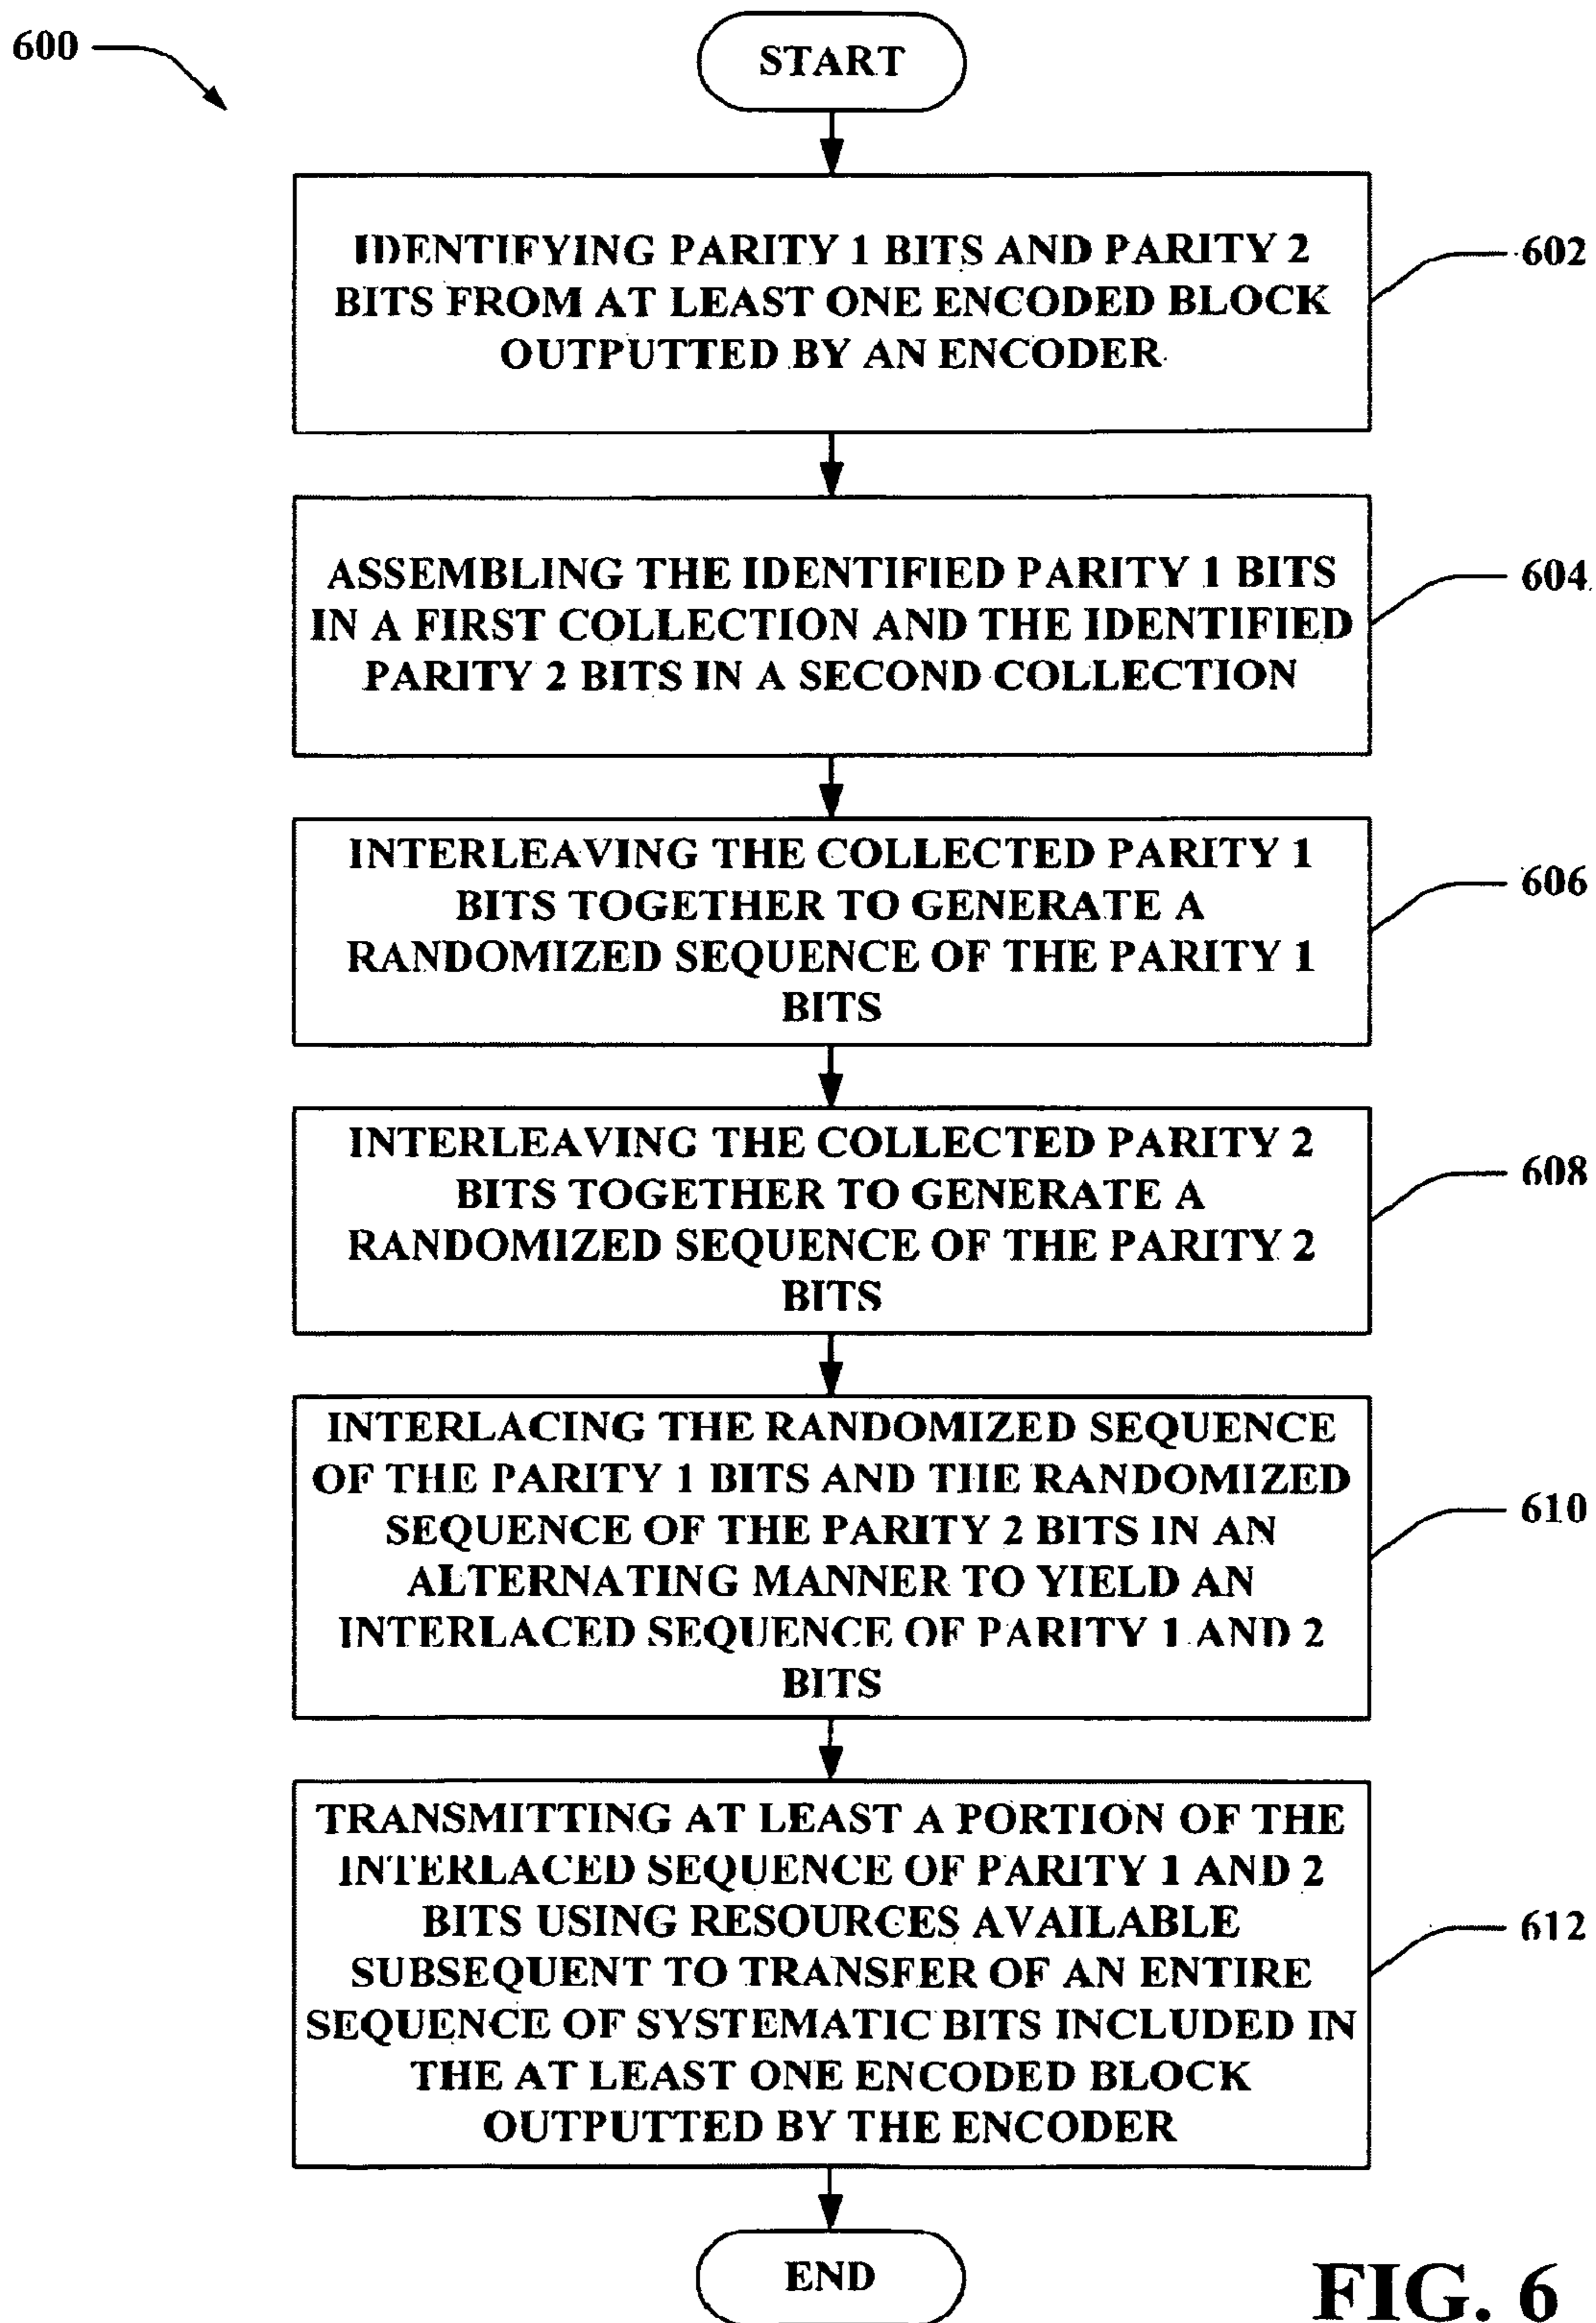 600
START
IDENTIFYING PARITY 1 BITS AND PARITY 2
BITS FROM AT LEAST ONE ENCODED BLOCK
OUTPUTTED BY AN ENCODER
602
ASSEMBLING THE IDENTIFIED PARITY 1 BITS
IN A FIRST COLLECTION AND THE IDENTIFIED
PARITY 2 BITS IN A SECOND COLLECTION
604
INTERLEAVING THE COLLECTED PARITY 1
BITS TOGETHER TO GENERATE A
RANDOMIZED SEQUENCE OF THE PARITY 1
BITS
606
INTERLEAVING THE COLLECTED PARITY 2
BITS TOGETHER TO GENERATE A
RANDOMIZED SEQUENCE OF THE PARITY 2
BITS
608
INTERLACING THE RANDOMIZED SEQUENCE
OF THE PARITY 1 BITS AND THE RANDOMIZED
SEQUENCE OF THE PARITY 2 BITS IN AN
ALTERNATING MANNER TO YIELD AN
INTERLACED SEQUENCE OF PARITY 1 AND 2
BITS
610
TRANSMITTING AT LEAST A PORTION OF THE
INTERLACED SEQUENCE OF PARITY 1 AND 2
BITS USING RESOURCES AVAILABLE
SUBSEQUENT TO TRANSFER OF AN ENTIRE
SEQUENCE OF SYSTEMATIC BITS INCLUDED IN
THE AT LEAST ONE ENCODED BLOCK
OUTPUTTED BY THE ENCODER
612
END
FIG. 6